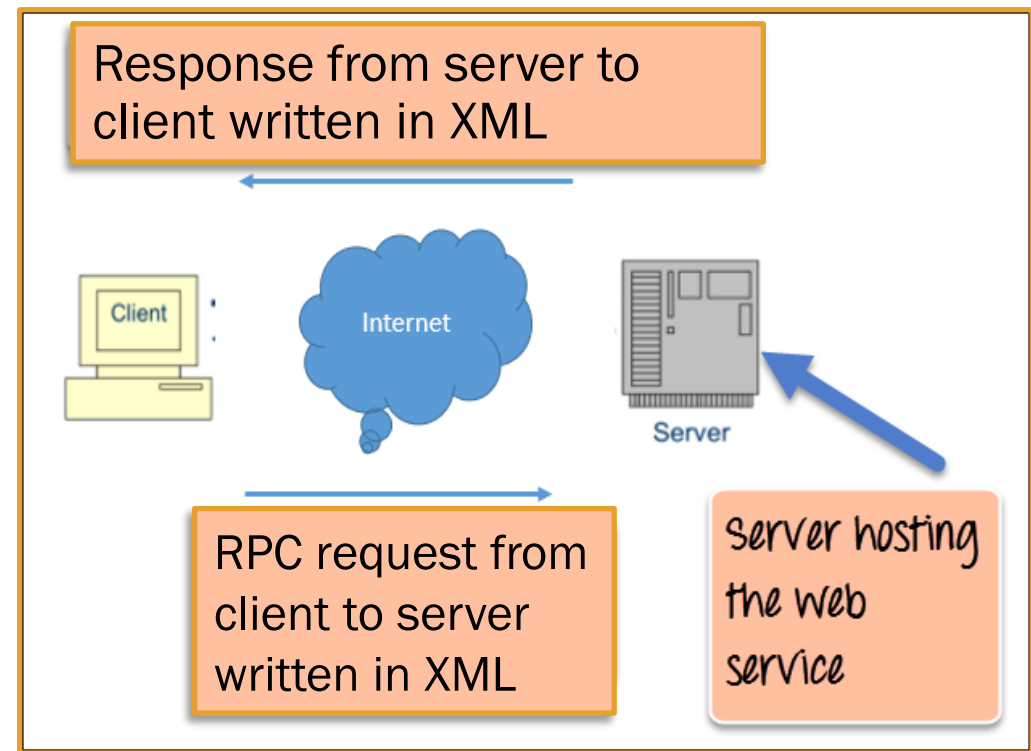 Response from server to
client written in XML
Client
Internet
Server
RPC request from
client to server
written in XML
Server hosting
the web
service